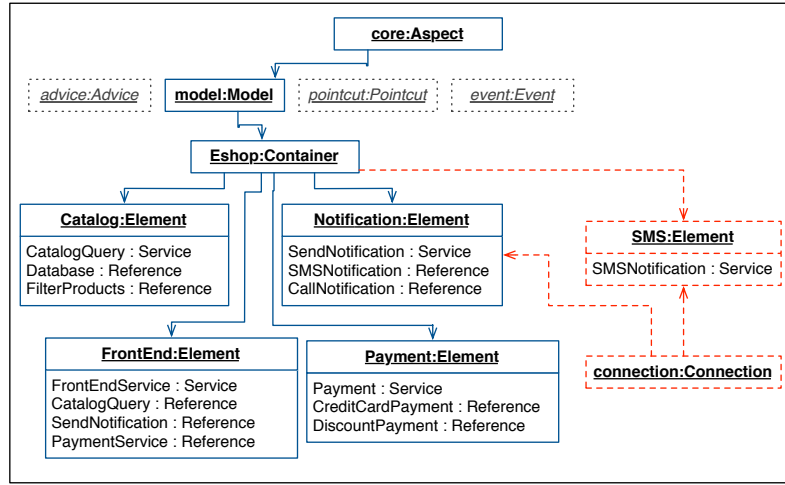 core:Aspect
advice:Advice
model:Model
pointcut:Pointcut
event:Event
Eshop:Container
Catalog:Element
CatalogQuery : Service
Database : Reference
FilterProducts : Reference
Notification:Element
SendNotification : Service
SMSNotification : Reference
CallNotification : Reference
SMS:Element
SMSNotification : Service
FrontEnd:Element
FrontEndService : Service
CatalogQuery : Reference
SendNotification : Reference
PaymentService : Reference
Payment:Element
Payment : Service
CreditCardPayment : Reference
DiscountPayment : Reference
connection:Connection